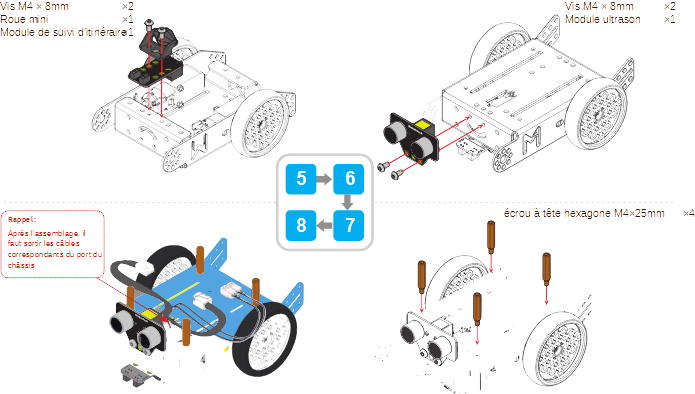 Vis M4 × 8mm ×2
Roue mini ×1
Module de suivi d'itinéraire ×1
Vis M4 × 8mm ×2
Module ultrason ×1
5 6
8 7
écrou à tête hexagone M4×25mm ×4
Rappel:
Après l'assemblage, il
faut sortir les câbles
correspondants du port du
châssis.